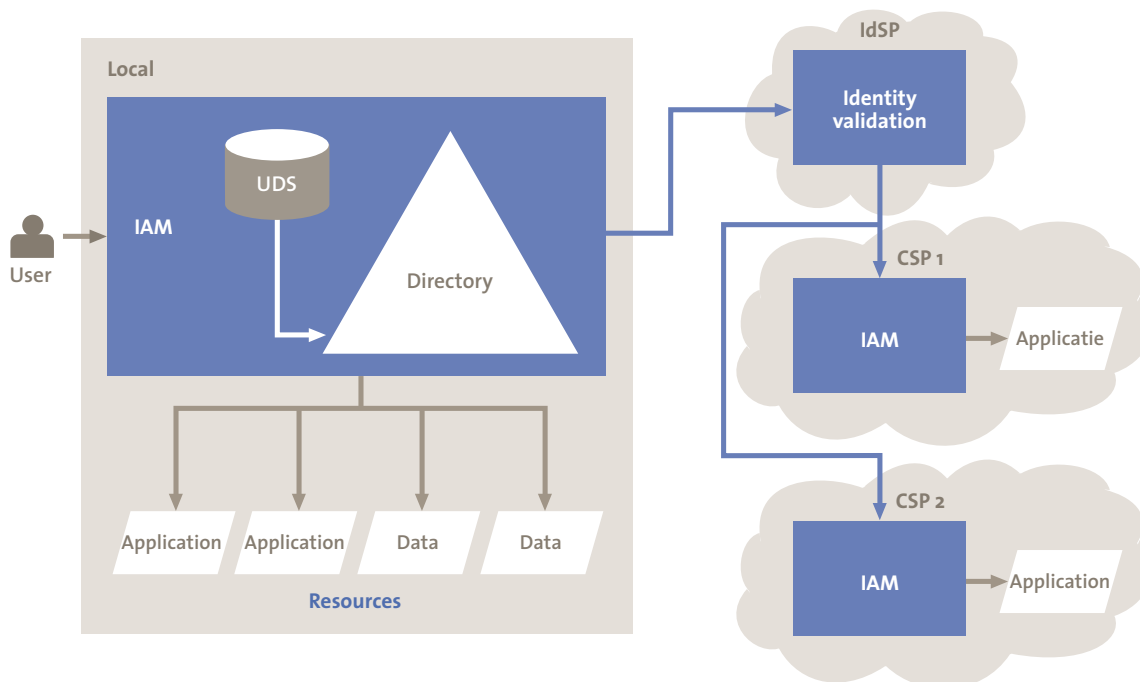 Local
UDS
IAM
Directory
User
Application
Application
Data
Data
Resources
IdSP
Identity
validation
CSP 1
IAM
Applicatie
CSP 2
IAM
Application